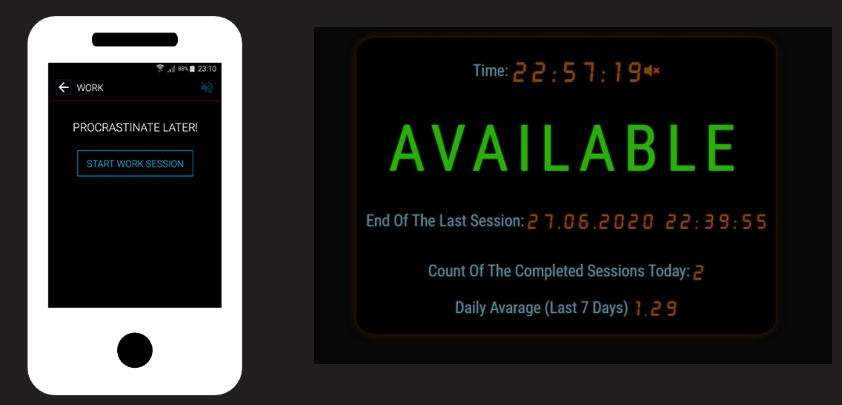 88% 23:10
WORK
PROCRASTINATE LATER!
START WORK SESSION
Time: 22:57:19
AVAILABLE
End Of The Last Session: 27.06.2020 22:39:55
Count Of The Completed Sessions Today: 2
Daily Avarage (Last 7 Days) 1.29